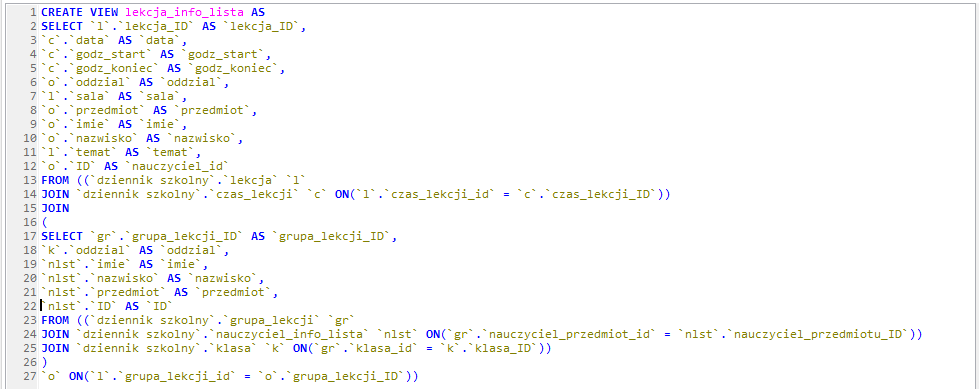 1 CREATE VIEW lekcja_info_lista AS
2 SELECT `l`.`lekcja_ID` AS `lekcja_ID`,
3 `c`.`data` AS `data`,
4 `c`.`godz_start` AS `godz_start`,
5 `c`.`godz_koniec` AS `godz_koniec`,
6 `o`.`oddzial` AS `oddzial`,
7 `l`.`sala` AS `sala`,
8 `o`.`przedmiot` AS `przedmiot`,
9 `o`.`imie` AS `imie`,
10 `o`.`nazwisko` AS `nazwisko`,
11 `l`.`temat` AS `temat`,
12 `o`.`ID` AS `nauczyciel_id`
13 FROM ((`dziennik szkolny`.`lekcja` `l`
14 JOIN `dziennik szkolny`.`czas_lekcji` `c` ON(`l`.`czas_lekcji_id` = `c`.`czas_lekcji_ID`))
15 JOIN
16 (
17 SELECT `gr`.`grupa_lekcji_ID` AS `grupa_lekcji_ID`,
18 `k`.`oddzial` AS `oddzial`,
19 `nlst`.`imie` AS `imie`,
20 `nlst`.`nazwisko` AS `nazwisko`,
21 `nlst`.`przedmiot` AS `przedmiot`,
22 `nlst`.`ID` AS `ID`
23 FROM ((`dziennik szkolny`.`grupa_lekcji` `gr`
24 JOIN `dziennik szkolny`.`nauczyciel_info_lista` `nlst` ON(`gr`.`nauczyciel_przedmiot_id` = `nlst`.`nauczyciel_przedmiotu_ID`))
25 JOIN `dziennik szkolny`.`klasa` `k` ON(`gr`.`klasa_id` = `k`.`klasa_ID`))
26 )
27 `o` ON(`l`.`grupa_lekcji_id` = `o`.`grupa_lekcji_ID`))